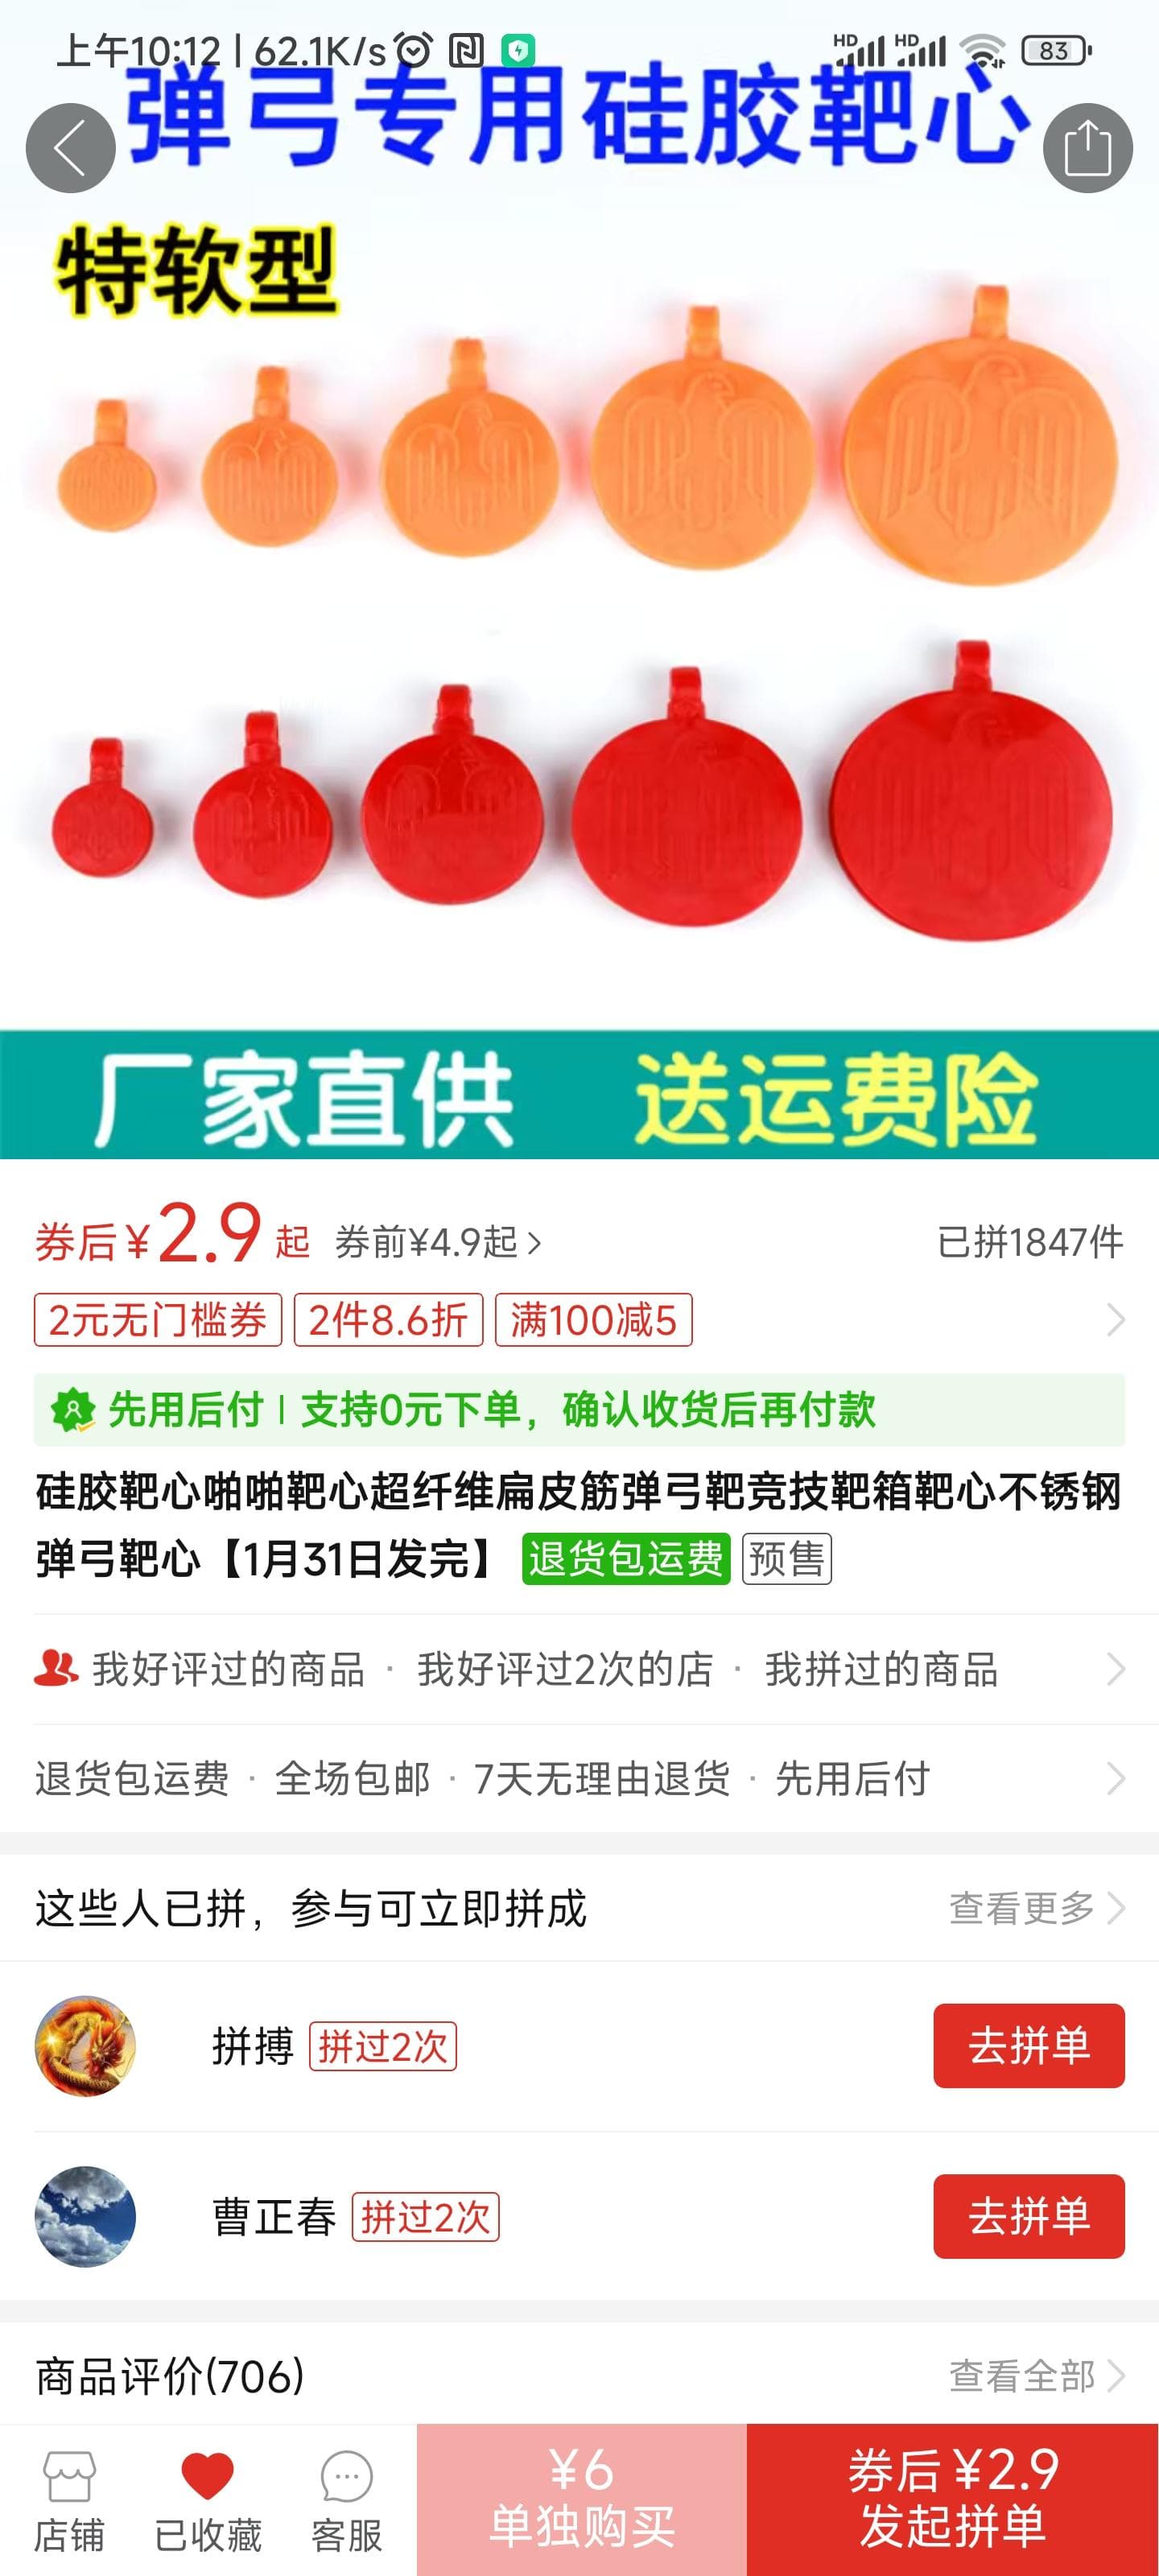 上午10:12 | 62.1K/s
HD HD 83
弹弓专用硅胶靶心
特软型
厂家直供 送运费险
券后¥2.9起 券前¥4.9起 已拼1847件
2元无门槛券 2件8.6折 满100减5
先用后付 | 支持0元下单，确认收货后再付款
硅胶靶心啪啪靶心超纤维扁皮筋弹弓靶竞技靶箱靶心不锈钢
弹弓靶心【1月31日发完】 退货包运费 预售
我好评过的商品 · 我好评过2次的店 · 我拼过的商品
退货包运费 · 全场包邮 · 7天无理由退货 · 先用后付
这些人已拼，参与可立即拼成 查看更多
拼搏 拼过2次 去拼单
曹正春 拼过2次 去拼单
商品评价(706) 查看全部
¥6 券后¥2.9
店铺 已收藏 客服 单独购买 发起拼单